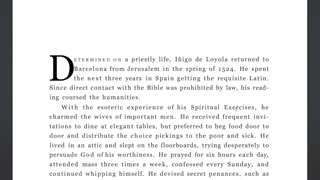 DETERMINED ON a priestly life, Iñigo de Loyola returned to
Barcelona from Jerusalem in the spring of 1524. He spent
the next three years in Spain getting the requisite Latin.
Since direct contact with the Bible was prohibited by law, his read-
ing coursed the humanities.
With the esoteric experience of his Spiritual Exercises, he
charmed the wives of important men. He received frequent invi-
tations to dine at elegant tables, but preferred to beg food door to
door and distribute the choice pickings to the poor and sick. He
lived in an attic and slept on the floorboards, trying desperately to
persuade God of his worthiness. He prayed for six hours each day,
attended mass three times a week, confessed every Sunday, and
continued whipping himself. He devised secret penances, such as